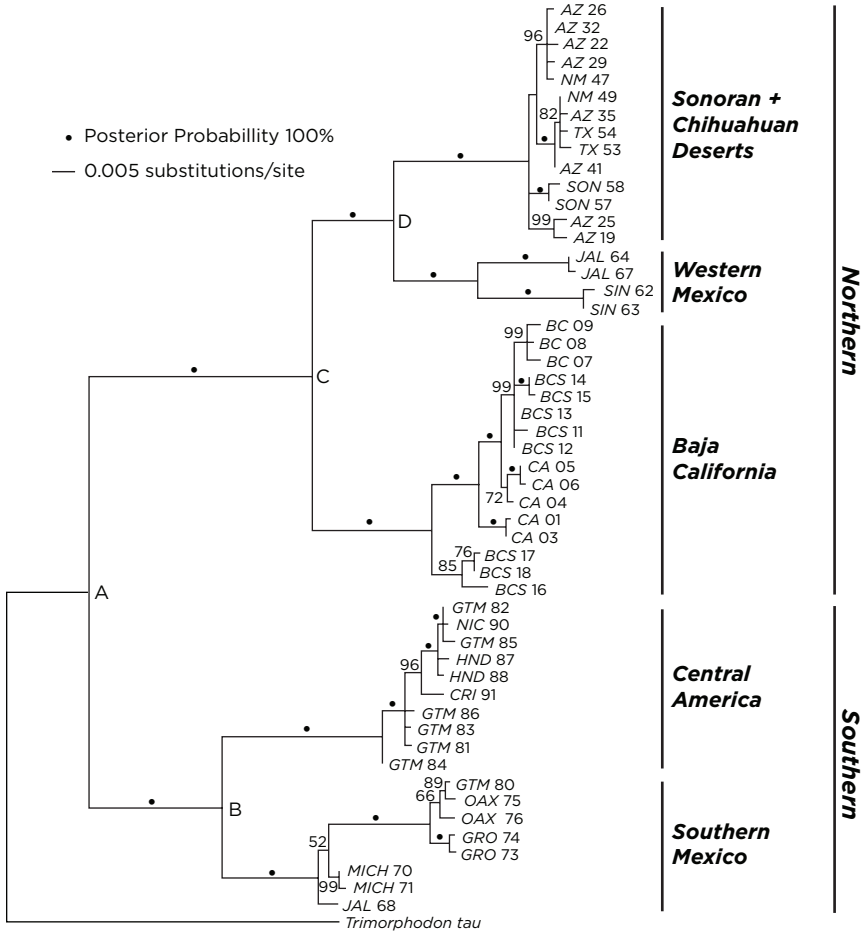 Posterior Probabillity 100%
0.005 substitutions/site
AZ 26
96
AZ 32
AZ 22
AZ 29
NM 47
NM 49
82
AZ 35
TX 54
TX 53
AZ 41
SON 58
SON 57
99
AZ 25
AZ 19
Sonoran +
Chihuahuan
Deserts
D
JAL 64
JAL 67
SIN 62
SIN 63
Western
Mexico
C
99
BC 09
BC 08
BC 07
99
BCS 14
BCS 15
BCS 13
BCS 11
BCS 12
CA 05
CA 06
72
CA 04
CA 01
CA 03
76
BCS 17
85
BCS 18
BCS 16
Baja
California
Northern
A
GTM 82
NIC 90
GTM 85
96
HND 87
HND 88
CRI 91
GTM 86
GTM 83
GTM 81
GTM 84
Central
America
B
89
GTM 80
66
OAX 75
OAX 76
GRO 74
GRO 73
52
MICH 70
99
MICH 71
JAL 68
Southern
Mexico
Southern
Trimorphodon tau